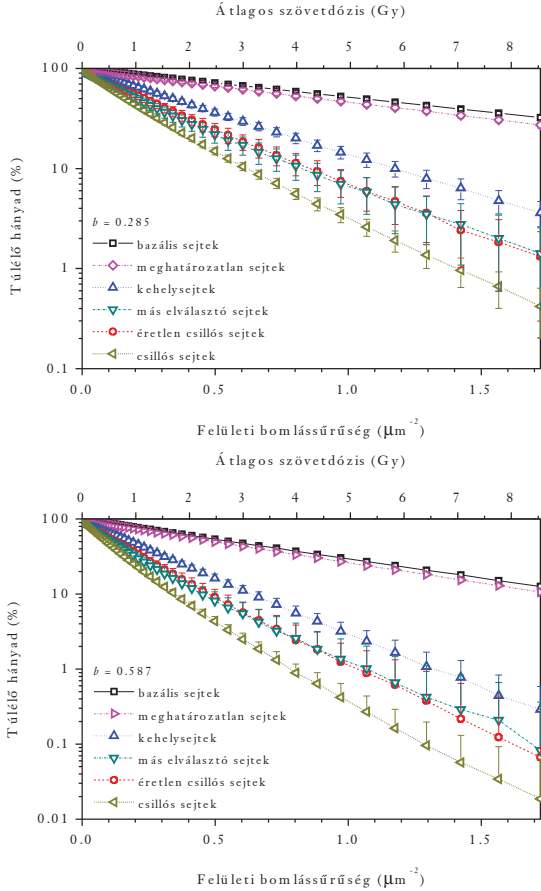 Átlagos szövetdózis (Gy)
0 1 2 3 4 5 6 7 8
100
10
1
0.1
Túlélő hányad (%)
b = 0.285
bazális sejtek
meghatározatlan sejtek
kehelysejtek
más elválasztó sejtek
éretlen csillós sejtek
csillós sejtek
0.0 0.5 1.0 1.5
Felületi bomlássűrűség (µm⁻²)
Átlagos szövetdózis (Gy)
0 1 2 3 4 5 6 7 8
100
10
1
0.1
0.01
Túlélő hányad (%)
b = 0.587
bazális sejtek
meghatározatlan sejtek
kehelysejtek
más elválasztó sejtek
éretlen csillós sejtek
csillós sejtek
0.0 0.5 1.0 1.5
Felületi bomlássűrűség (µm⁻²)